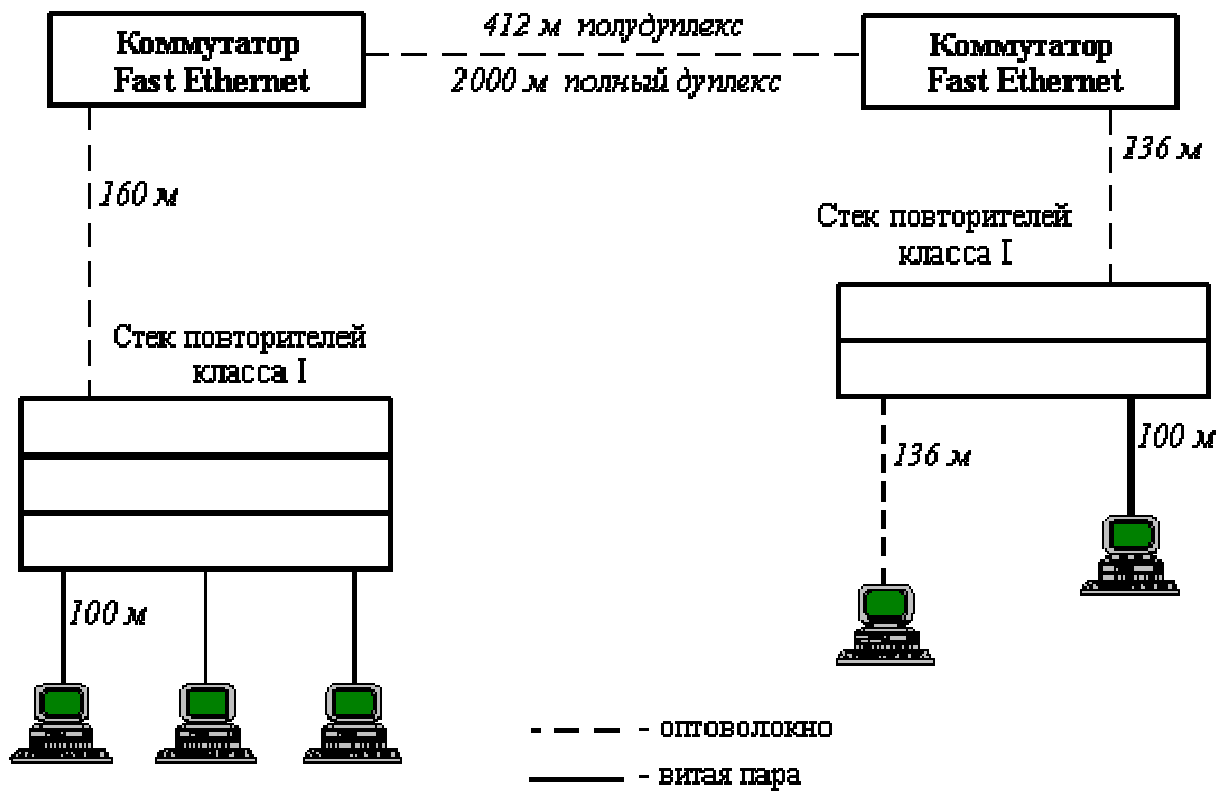 Коммутатор
Fast Ethernet
412 м полудуплекс
2000 м полный дуплекс
Коммутатор
Fast Ethernet
160 м
136 м
Стек повторителей
класса I
Стек повторителей
класса I
136 м
100 м
100 м
- оптоволокно
- витая пара